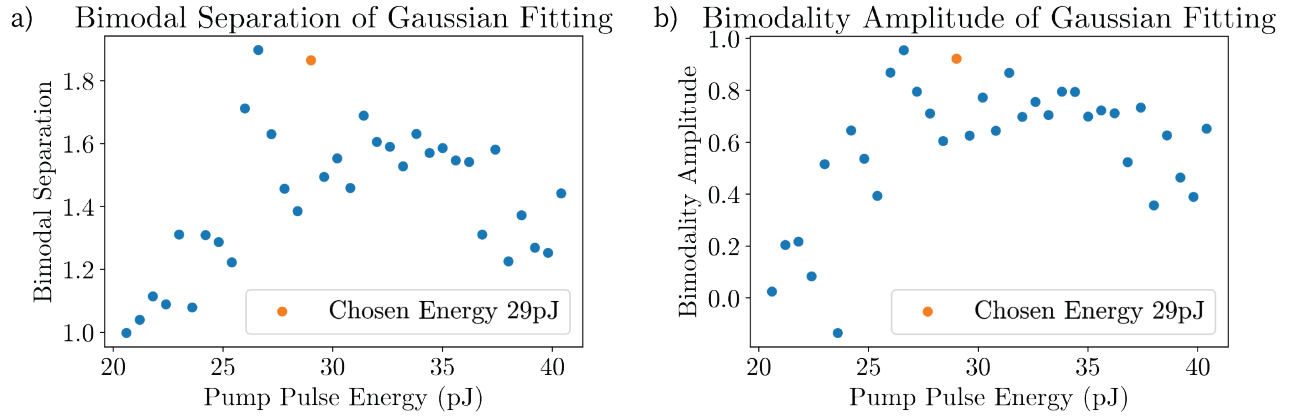 a) Bimodal Separation of Gaussian Fitting
1.8
1.6
1.4
1.2
1.0
Bimodal Separation
Chosen Energy 29pJ
20 25 30 35 40
Pump Pulse Energy (pJ)
b) Bimodality Amplitude of Gaussian Fitting
1.0
0.8
0.6
0.4
0.2
0.0
Bimodality Amplitude
Chosen Energy 29pJ
20 25 30 35 40
Pump Pulse Energy (pJ)